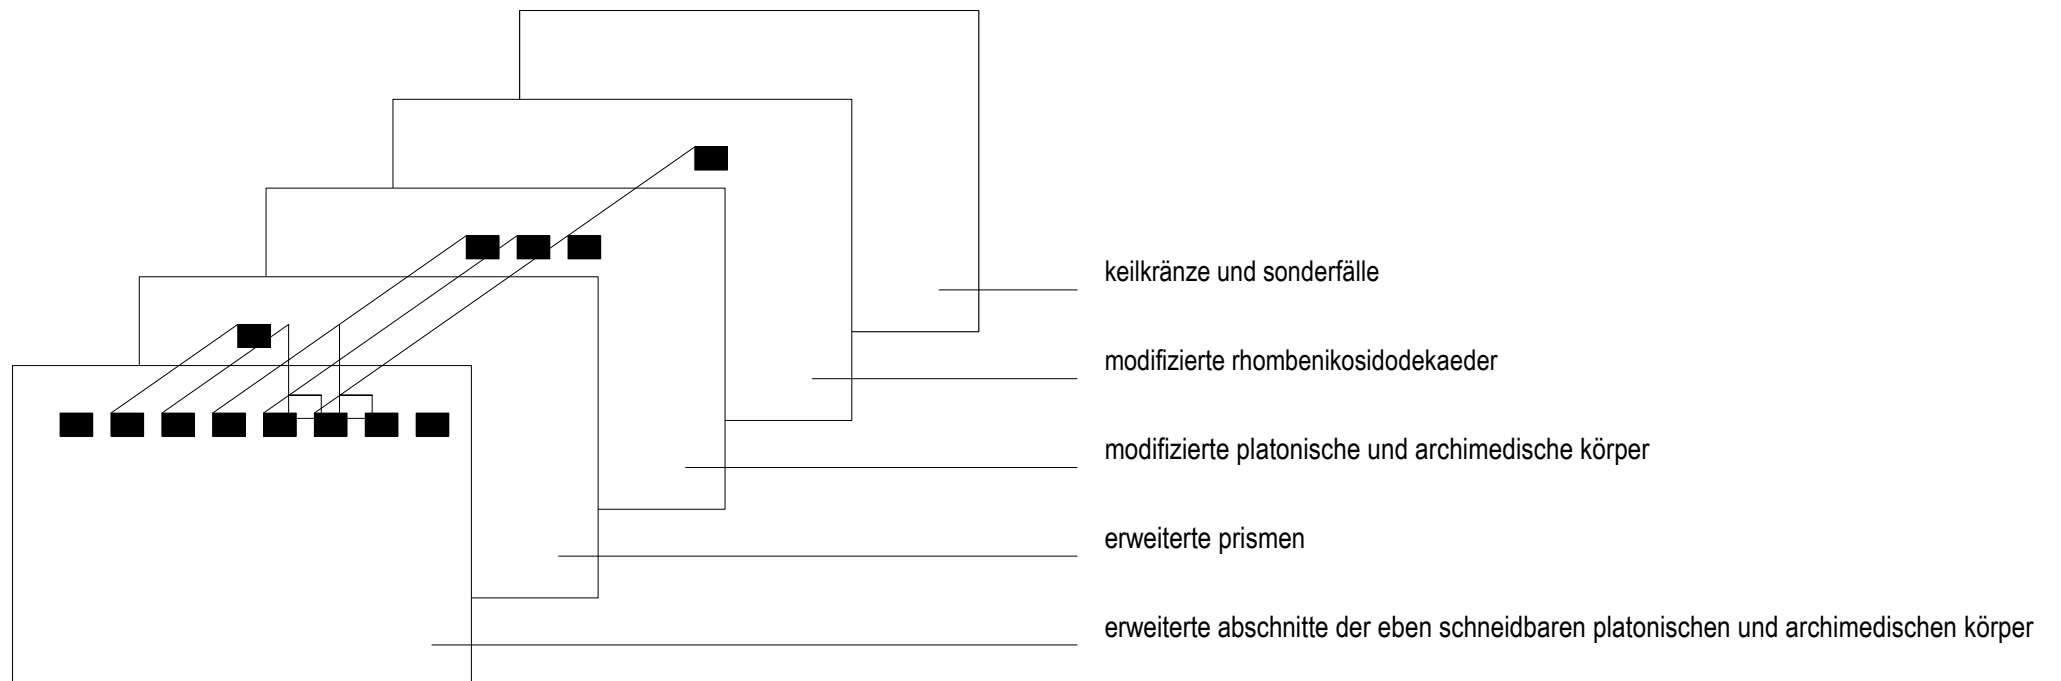 keilkränze und sonderfälle
modifizierte rhombenikosidodekaeder
modifizierte platonische und archimedische körper
erweiterte prismen
erweiterte abschnitte der eben schneidbaren platonischen und archimedischen körper